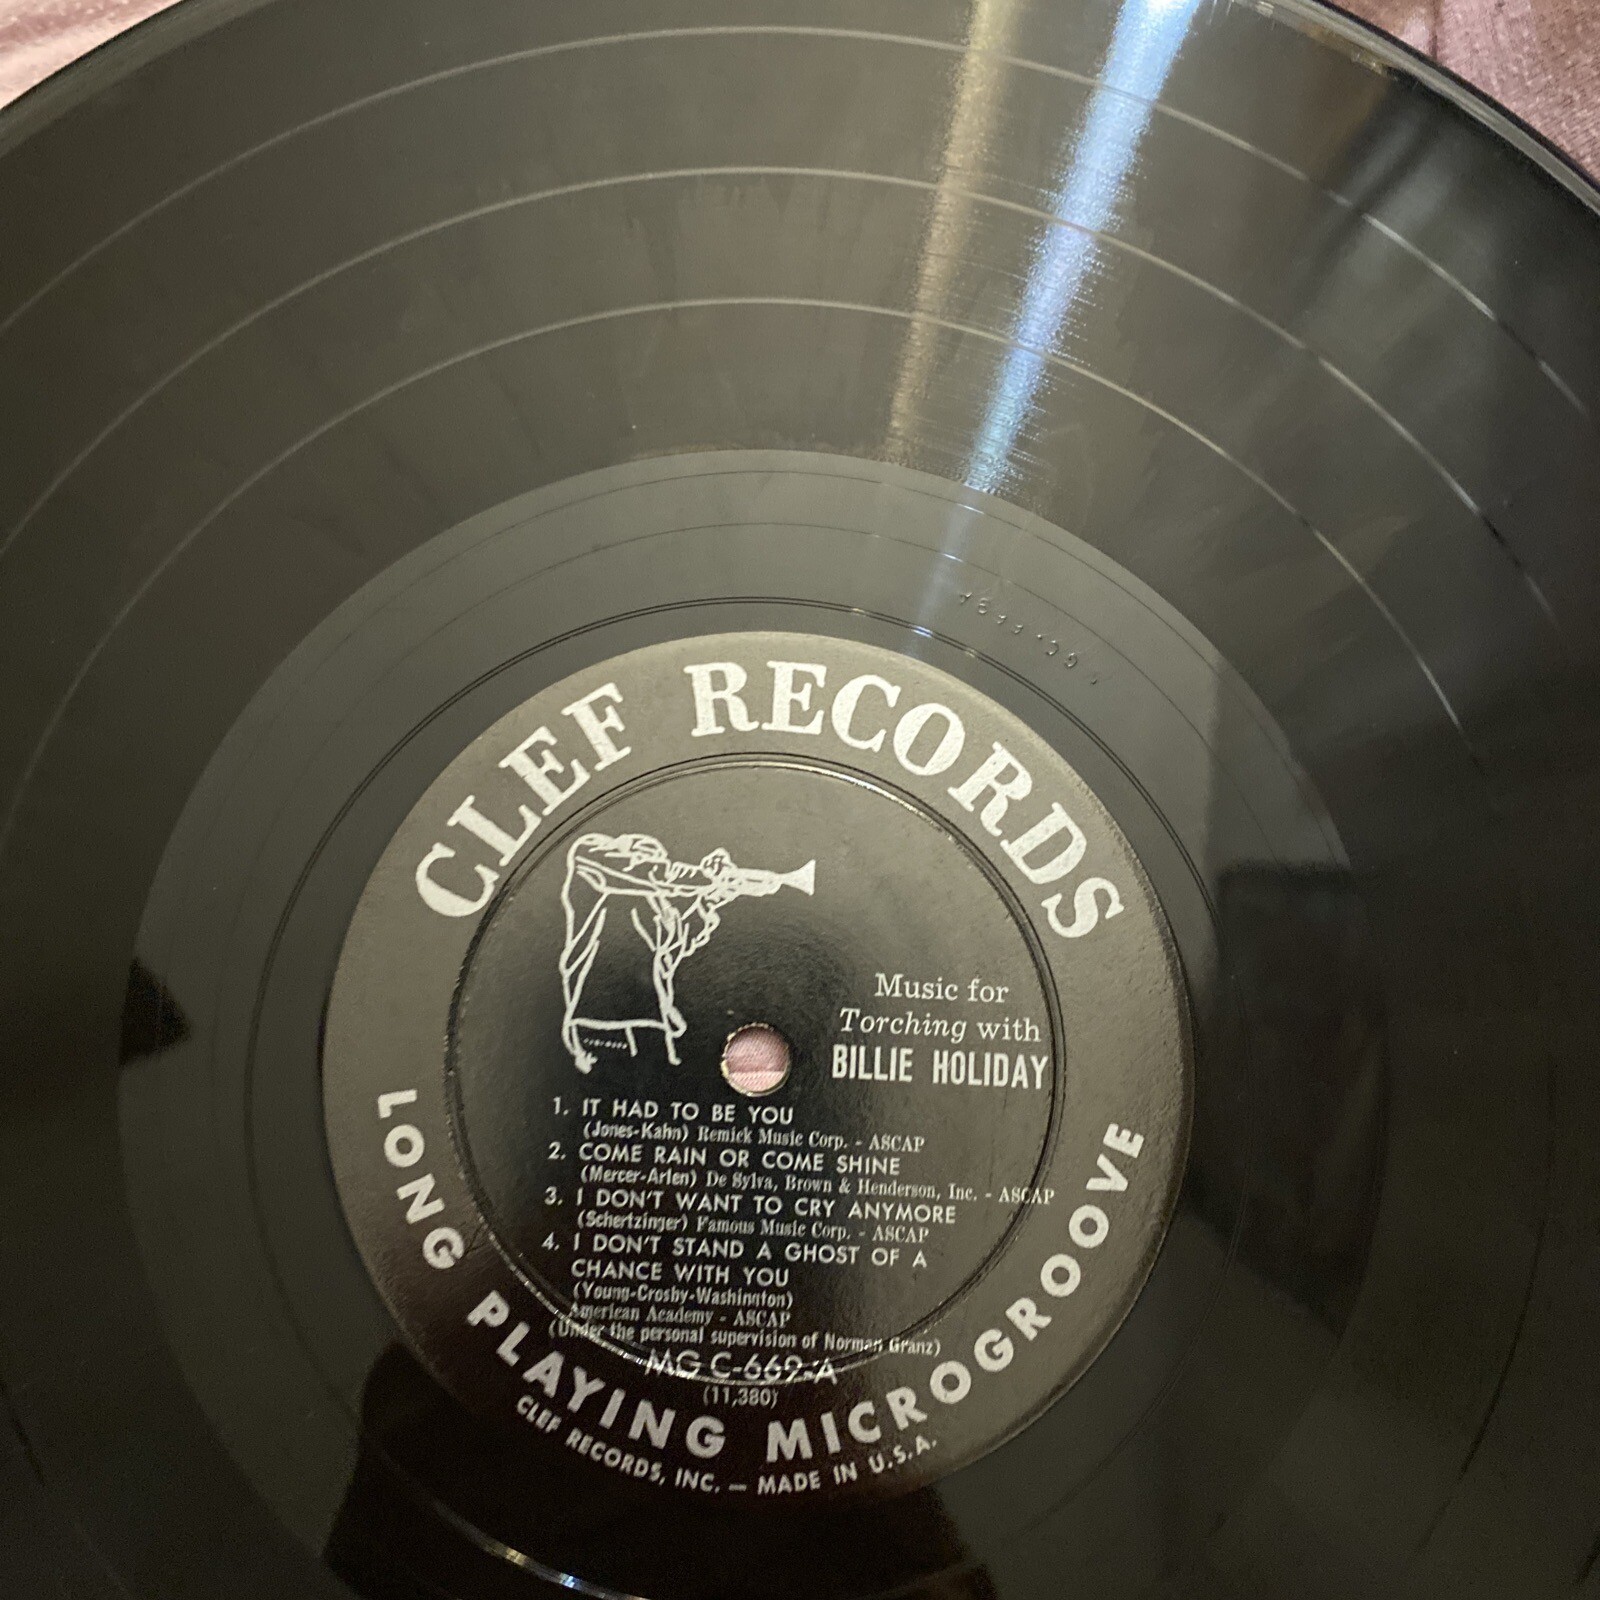 CLEF RECORDS
Music for
Torching with
BILLIE HOLIDAY
1. IT HAD TO BE YOU
(Jones-Kahn) Remick Music Corp. - ASCAP
2. COME RAIN OR COME SHINE
(Mercer-Arlen) De Sylva, Brown & Henderson, Inc. - ASCAP
3. I DON'T WANT TO CRY ANYMORE
(Schertzinger) Famous Music Corp. - ASCAP
4. I DON'T STAND A GHOST OF A
CHANCE WITH YOU
(Young-Crosby-Washington)
American Academy - ASCAP
(Under the personal supervision of Norman Granz)
MG C-669-A
(11,380)
LONG PLAYING MICROGROOVE
CLEF RECORDS, INC. — MADE IN U.S.A.